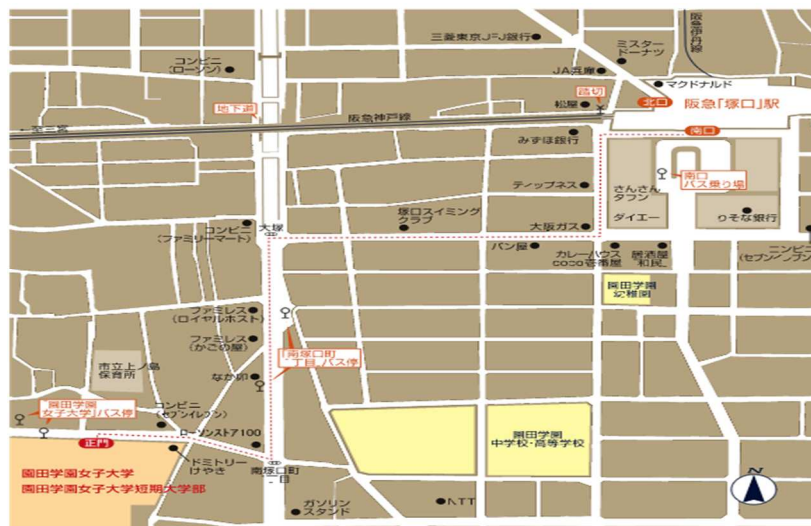 コンビニ
(ローソン)
三菱東京UFJ銀行
阪急伊丹線
ミスター
ドーナツ
JA兵庫
マクドナルド
踏切
松屋
北口
阪急「塚口」駅
地下道
阪急神戸線
←至三宮
南口
みずほ銀行
ティップネス
さんさん
タウン
南口
バス乗り場
ダイエー
りそな銀行
塚口スイミング
クラブ
大阪ガス
コンビニ
(ファミリーマート)
大塚
パン屋
カレーハウス
coco壱番屋
居酒屋
和民
(セブンイレブン)
園田学園
幼稚園
ファミレス
(ロイヤルホスト)
ファミレス
(かごの屋)
「南塚口町
丁目」バス停
市立上ノ島
保育所
なか卯
「園田学園
女子大学」バス停
コンビニ
(セブンイレブン)
ローソンストア100
正門
園田学園
中学校・高等学校
園田学園女子大学
園田学園女子大学短期大学部
ドミトリー
けやき
南塚口町
丁目
ガソリン
スタンド
NTT
N